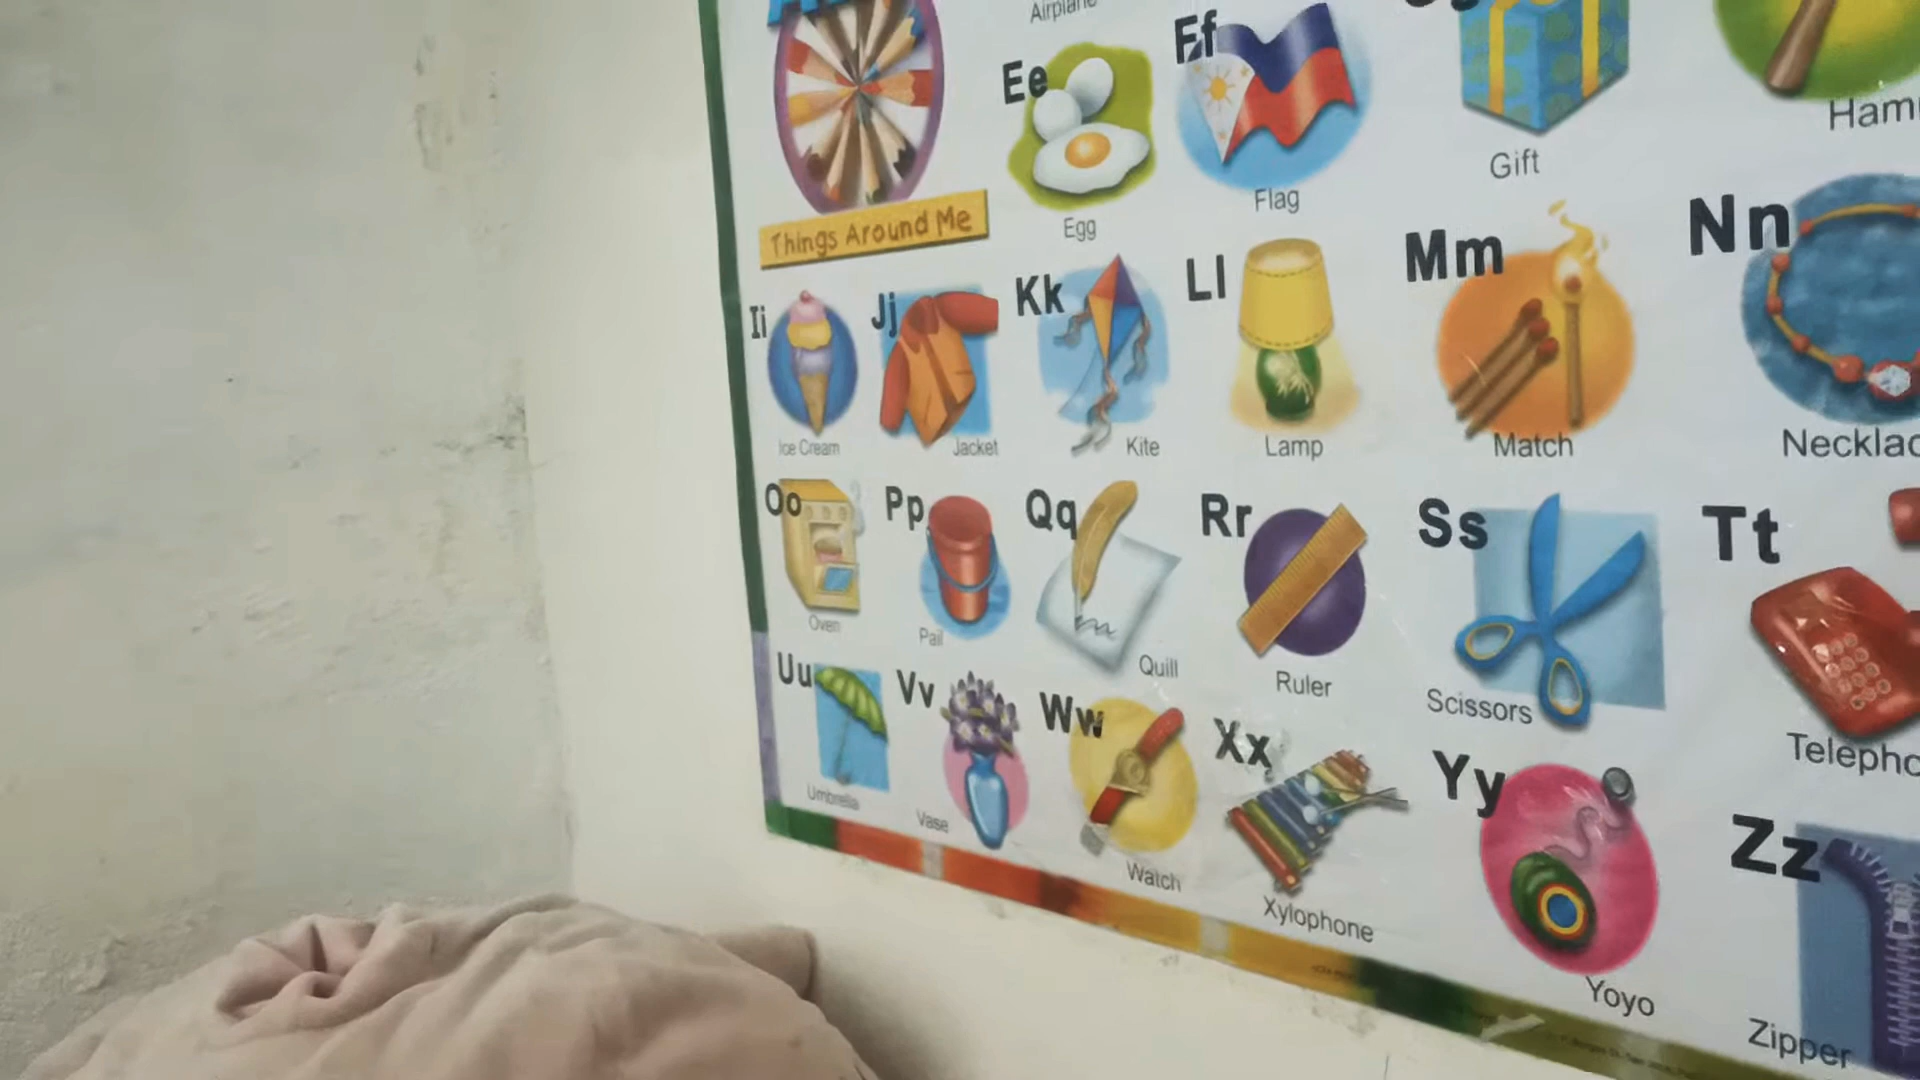 Airplane
Ee
Ff
Ham
Gift
Flag
Egg
Things Around Me
Ii
Jj
Kk
Ll
Mm
Nn
Ice Cream
Jacket
Kite
Lamp
Match
Necklac
Oo
Pp
Qq
Rr
Ss
Tt
Oven
Pail
Quill
Ruler
Scissors
Telepho
Uu
Vv
Ww
Xx
Yy
Zz
Umbrella
Vase
Watch
Xylophone
Yoyo
Zipper